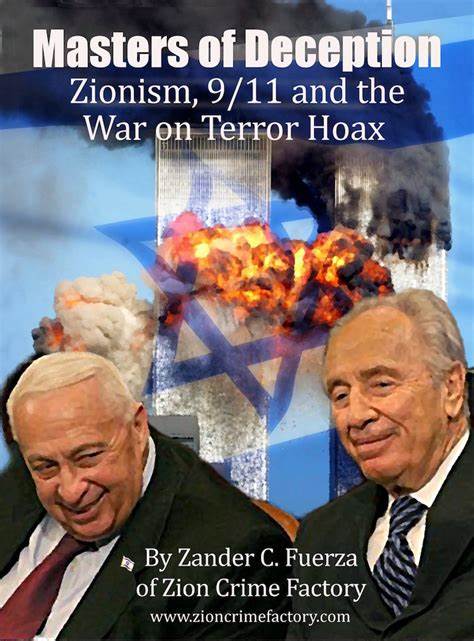 Masters of Deception
Zionism, 9/11 and the
War on Terror Hoax
By Zander C. Fuerza
of Zion Crime Factory
www.zioncrimefactory.com